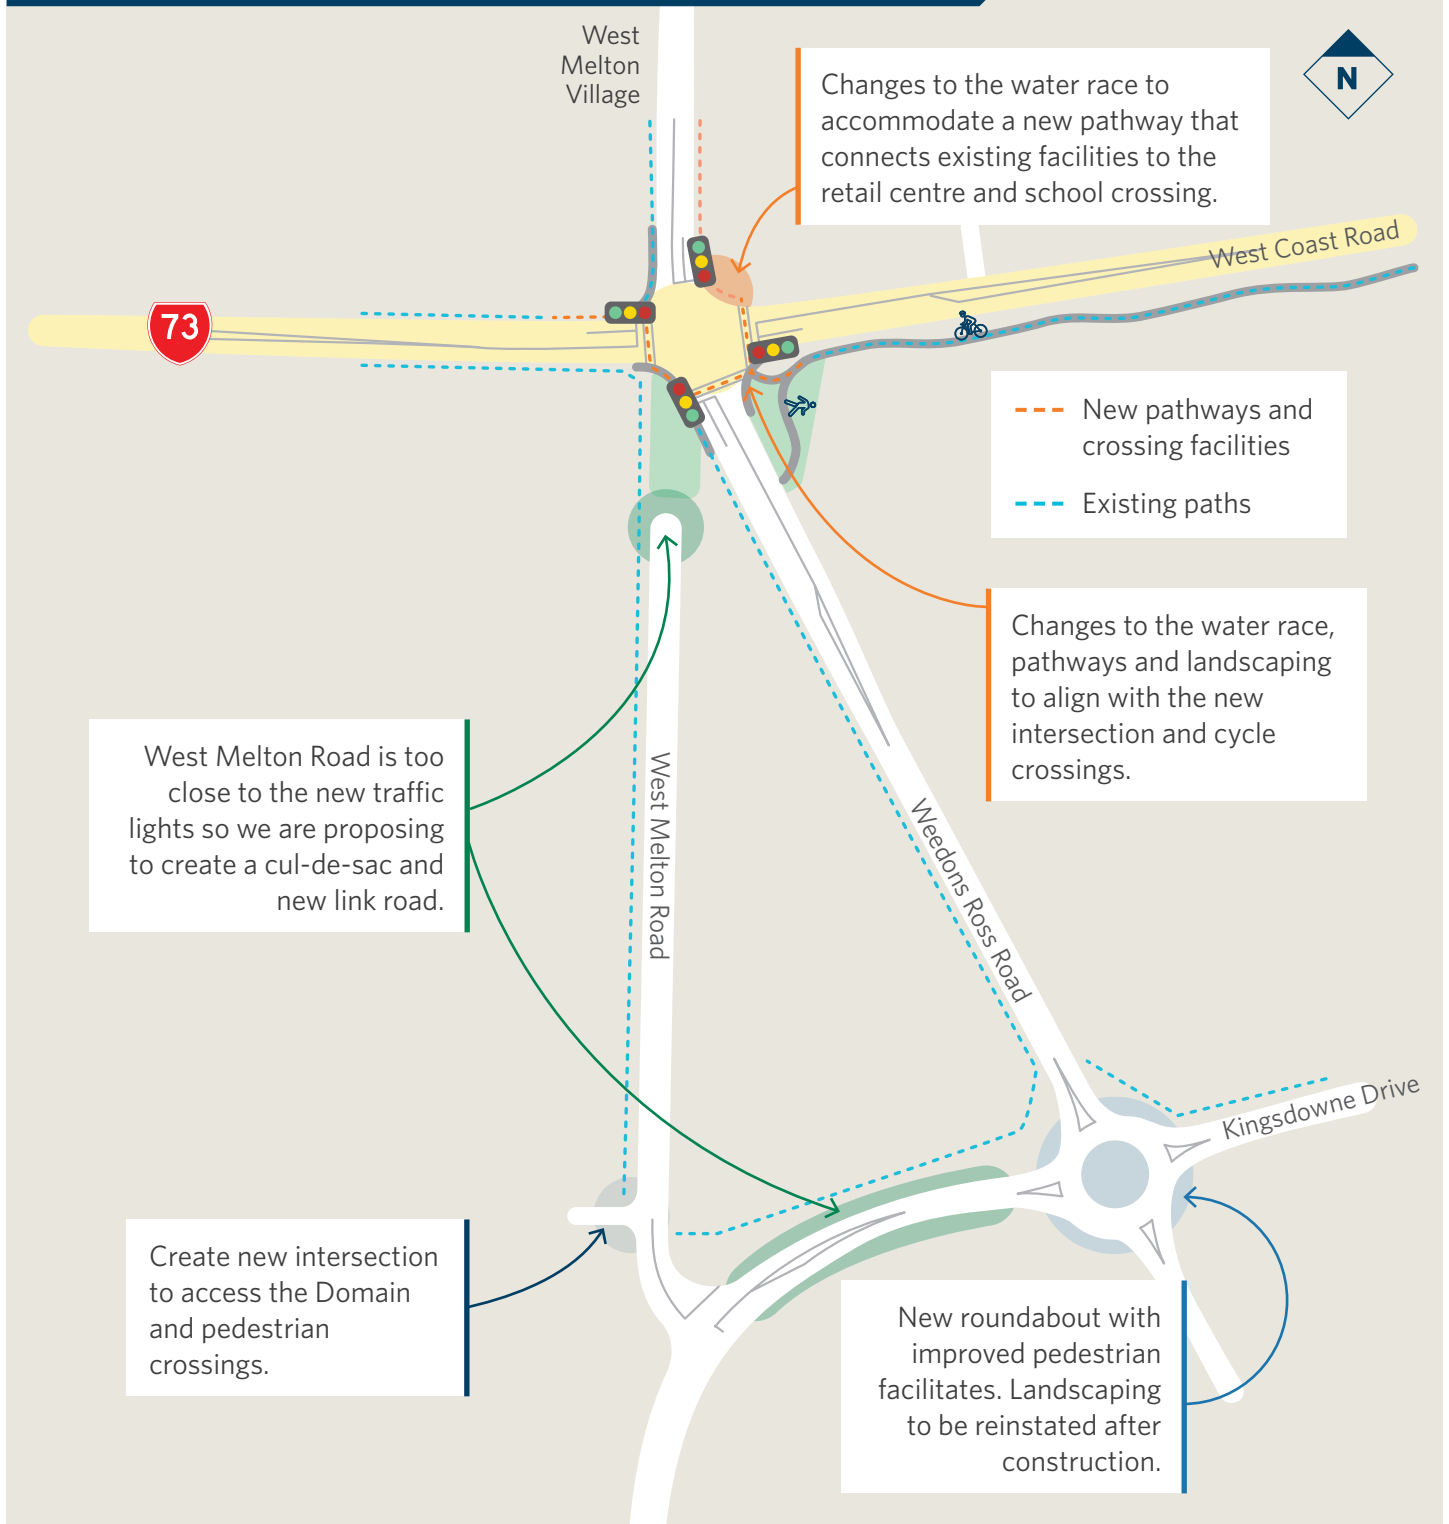 West
Melton
Village
Changes to the water race to
accommodate a new pathway that
connects existing facilities to the
retail centre and school crossing.
N
West Coast Road
73
New pathways and
crossing facilities
Existing paths
Changes to the water race,
pathways and landscaping
to align with the new
intersection and cycle
crossings.
West Melton Road is too
close to the new traffic
lights so we are proposing
to create a cul-de-sac and
new link road.
West Melton Road
Weedons Ross Road
Kingsdowne Drive
Create new intersection
to access the Domain
and pedestrian
crossings.
New roundabout with
improved pedestrian
facilitates. Landscaping
to be reinstated after
construction.